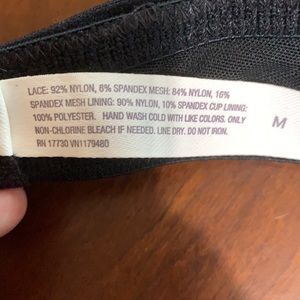 LACE: 92% NYLON, 8% SPANDEX MESH: 84% NYLON, 16%
SPANDEX MESH LINING: 90% NYLON, 10% SPANDEX CUP LINING:
100% POLYESTER. HAND WASH COLD WITH LIKE COLORS. ONLY
NON-CHLORINE BLEACH IF NEEDED. LINE DRY. DO NOT IRON.
RN 17730 VN1179480
M